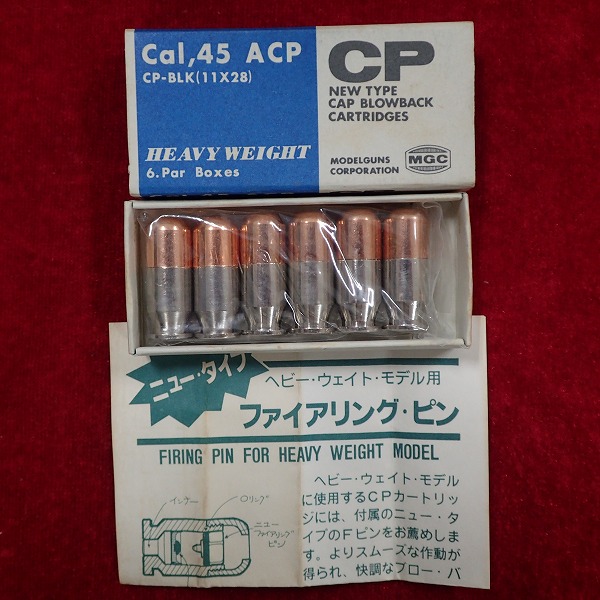 Cal,45 ACP
CP-BLK(11X28)
HEAVY WEIGHT
6.Par Boxes
CP
NEW TYPE
CAP BLOWBACK
CARTRIDGES
MODELGUNS
CORPORATION
MGC
ニュー・タイプ
ヘビー・ウェイト・モデル用
ファイアリング・ピン
FIRING PIN FOR HEAVY WEIGHT MODEL
インナー
Oリング
ニュー
ファイアリング
ピン
ヘビー・ウェイト・モデル
に使用するCPカートリッ
ジには、付属のニュー・タ
イプのFピンをお薦めしま
す。よりスムーズな作動が
得られ、快調なブロー・バ